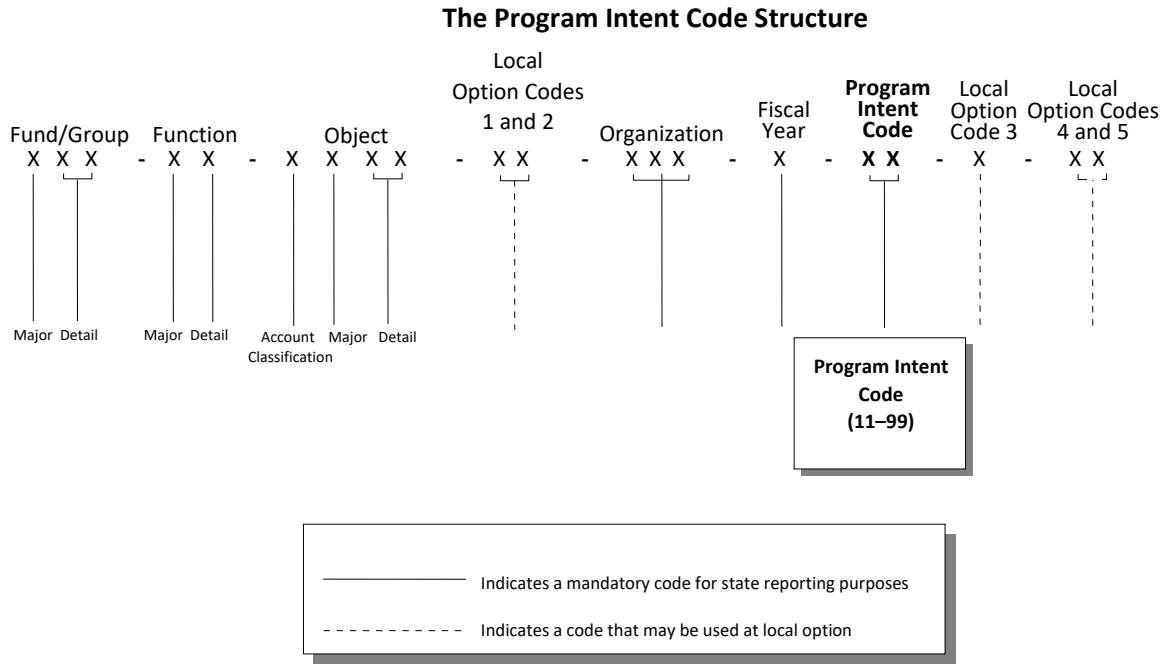 The Program Intent Code Structure
Local
Option Codes
1 and 2
Fund/Group
Function
Object
Organization
Fiscal
Year
Program
Intent
Code
Local
Option
Code 3
Local
Option Codes
4 and 5
X X X - X X - X X X X - X X - X X X - X - X X - X - X X
Major Detail
Major Detail
Account
Classification
Major Detail
Program Intent
Code
(11–99)
Indicates a mandatory code for state reporting purposes
Indicates a code that may be used at local option